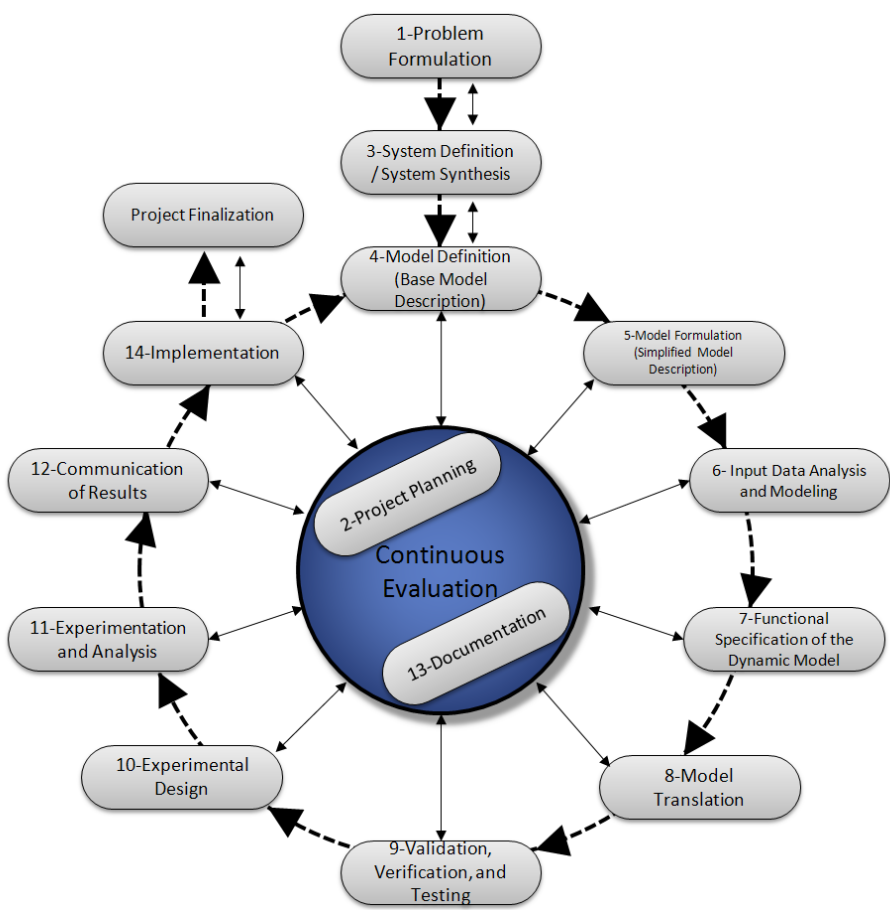 1-Problem
Formulation
3-System Definition
/ System Synthesis
Project Finalization
4-Model Definition
(Base Model
Description)
14-Implementation
5-Model Formulation
(Simplified Model
Description)
12-Communication
of Results
2-Project Planning
6- Input Data Analysis
and Modeling
Continuous
Evaluation
11-Experimentation
and Analysis
13-Documentation
7-Functional
Specification of the
Dynamic Model
10-Experimental
Design
8-Model
Translation
9-Validation,
Verification, and
Testing